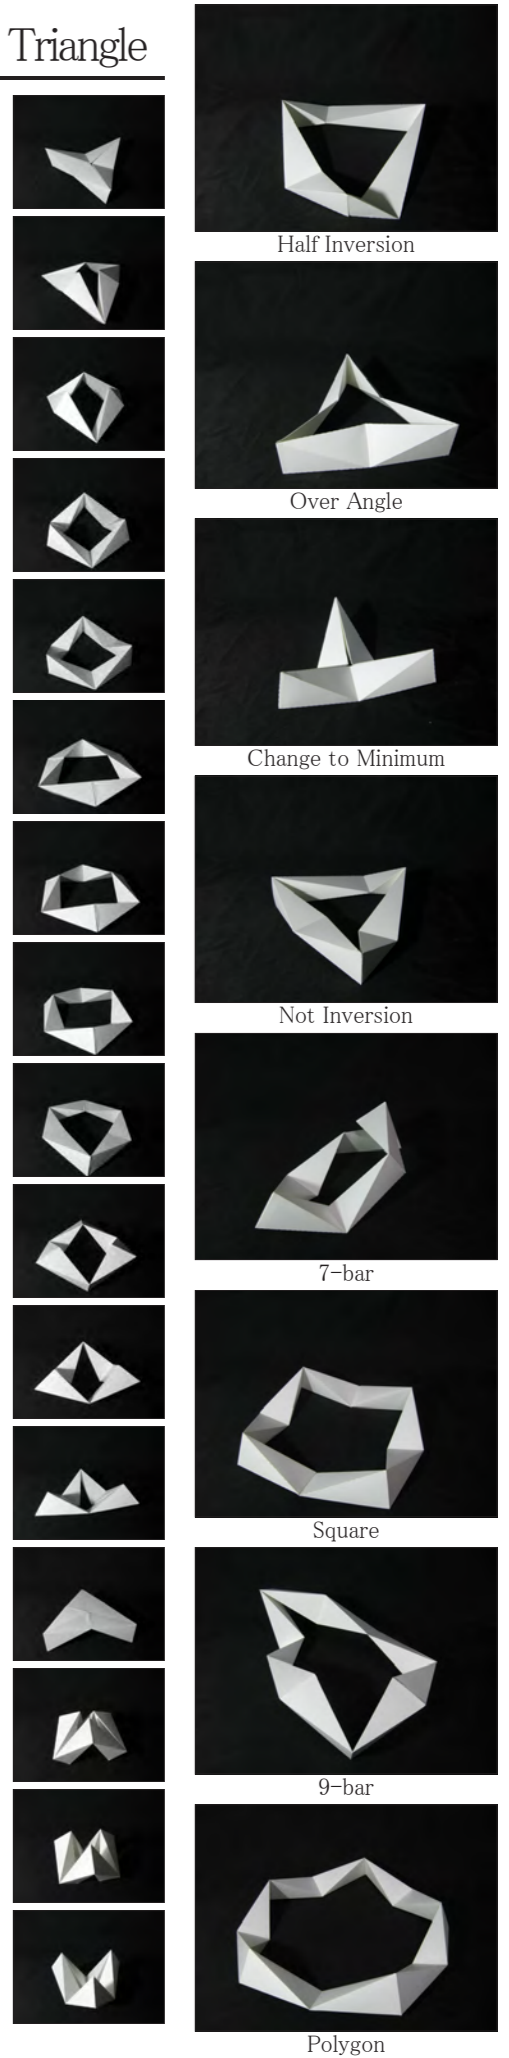 Triangle
Half Inversion
Over Angle
Change to Minimum
Not Inversion
7-bar
Square
9-bar
Polygon